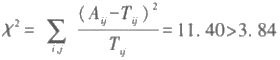 χ² = Σ_{i,j} (A_{ij}-T_{ij})² / T_{ij} = 11.40>3.84